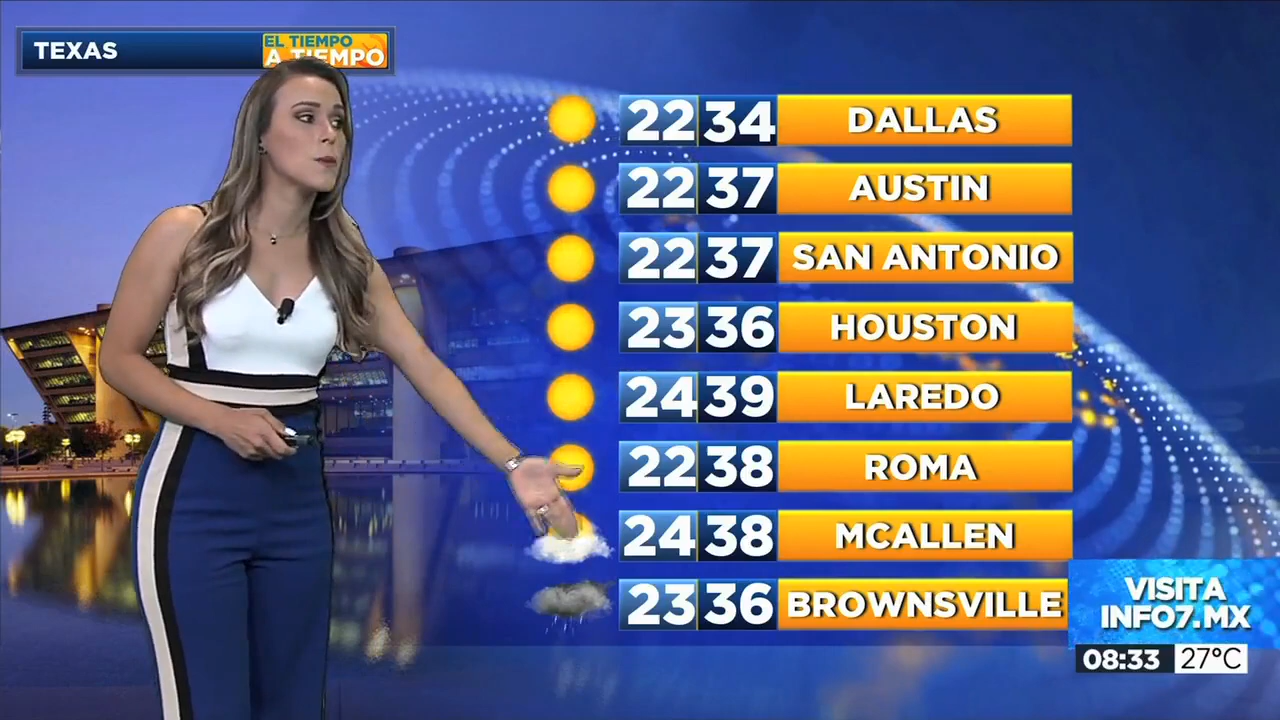 TEXAS
EL TIEMPO
A TIEMPO
22 34 DALLAS
22 37 AUSTIN
22 37 SAN ANTONIO
23 36 HOUSTON
24 39 LAREDO
22 38 ROMA
24 38 MCALLEN
23 36 BROWNSVILLE
VISITA
INFO7.MX
08:33 27°C